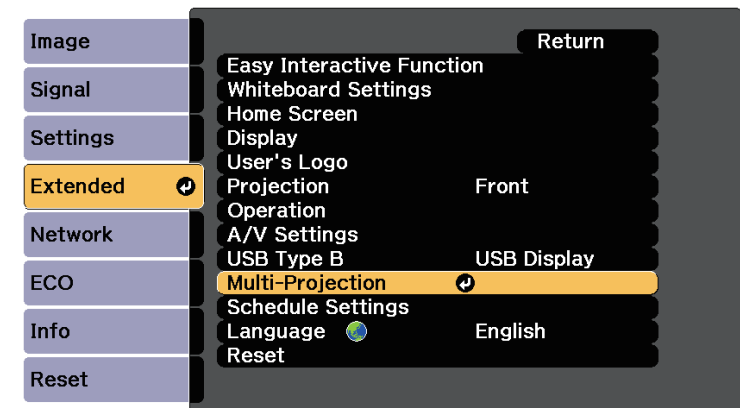 Image
Signal
Settings
Extended
Network
ECO
Info
Reset
Return
Easy Interactive Function
Whiteboard Settings
Home Screen
Display
User's Logo
Projection Front
Operation
A/V Settings
USB Type B USB Display
Multi-Projection
Schedule Settings
Language English
Reset